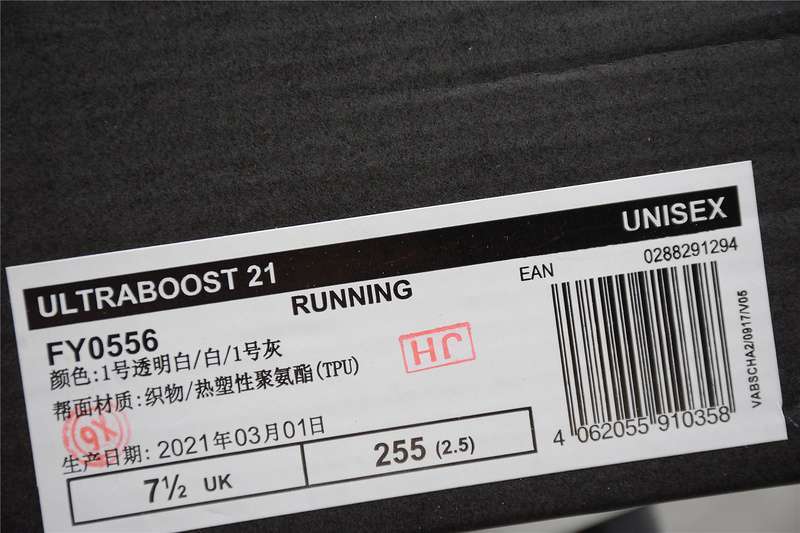 ULTRABOOST 21
UNISEX
RUNNING
FY0556
颜色:1号透明白/白/1号灰
帮面材质:织物/热塑性聚氨酯(TPU)
生产日期: 2021年03月01日
7½ UK
255 (2.5)
HL
9X
EAN
0288291294
4 062055 910358
VABSCHA2/0917/V05